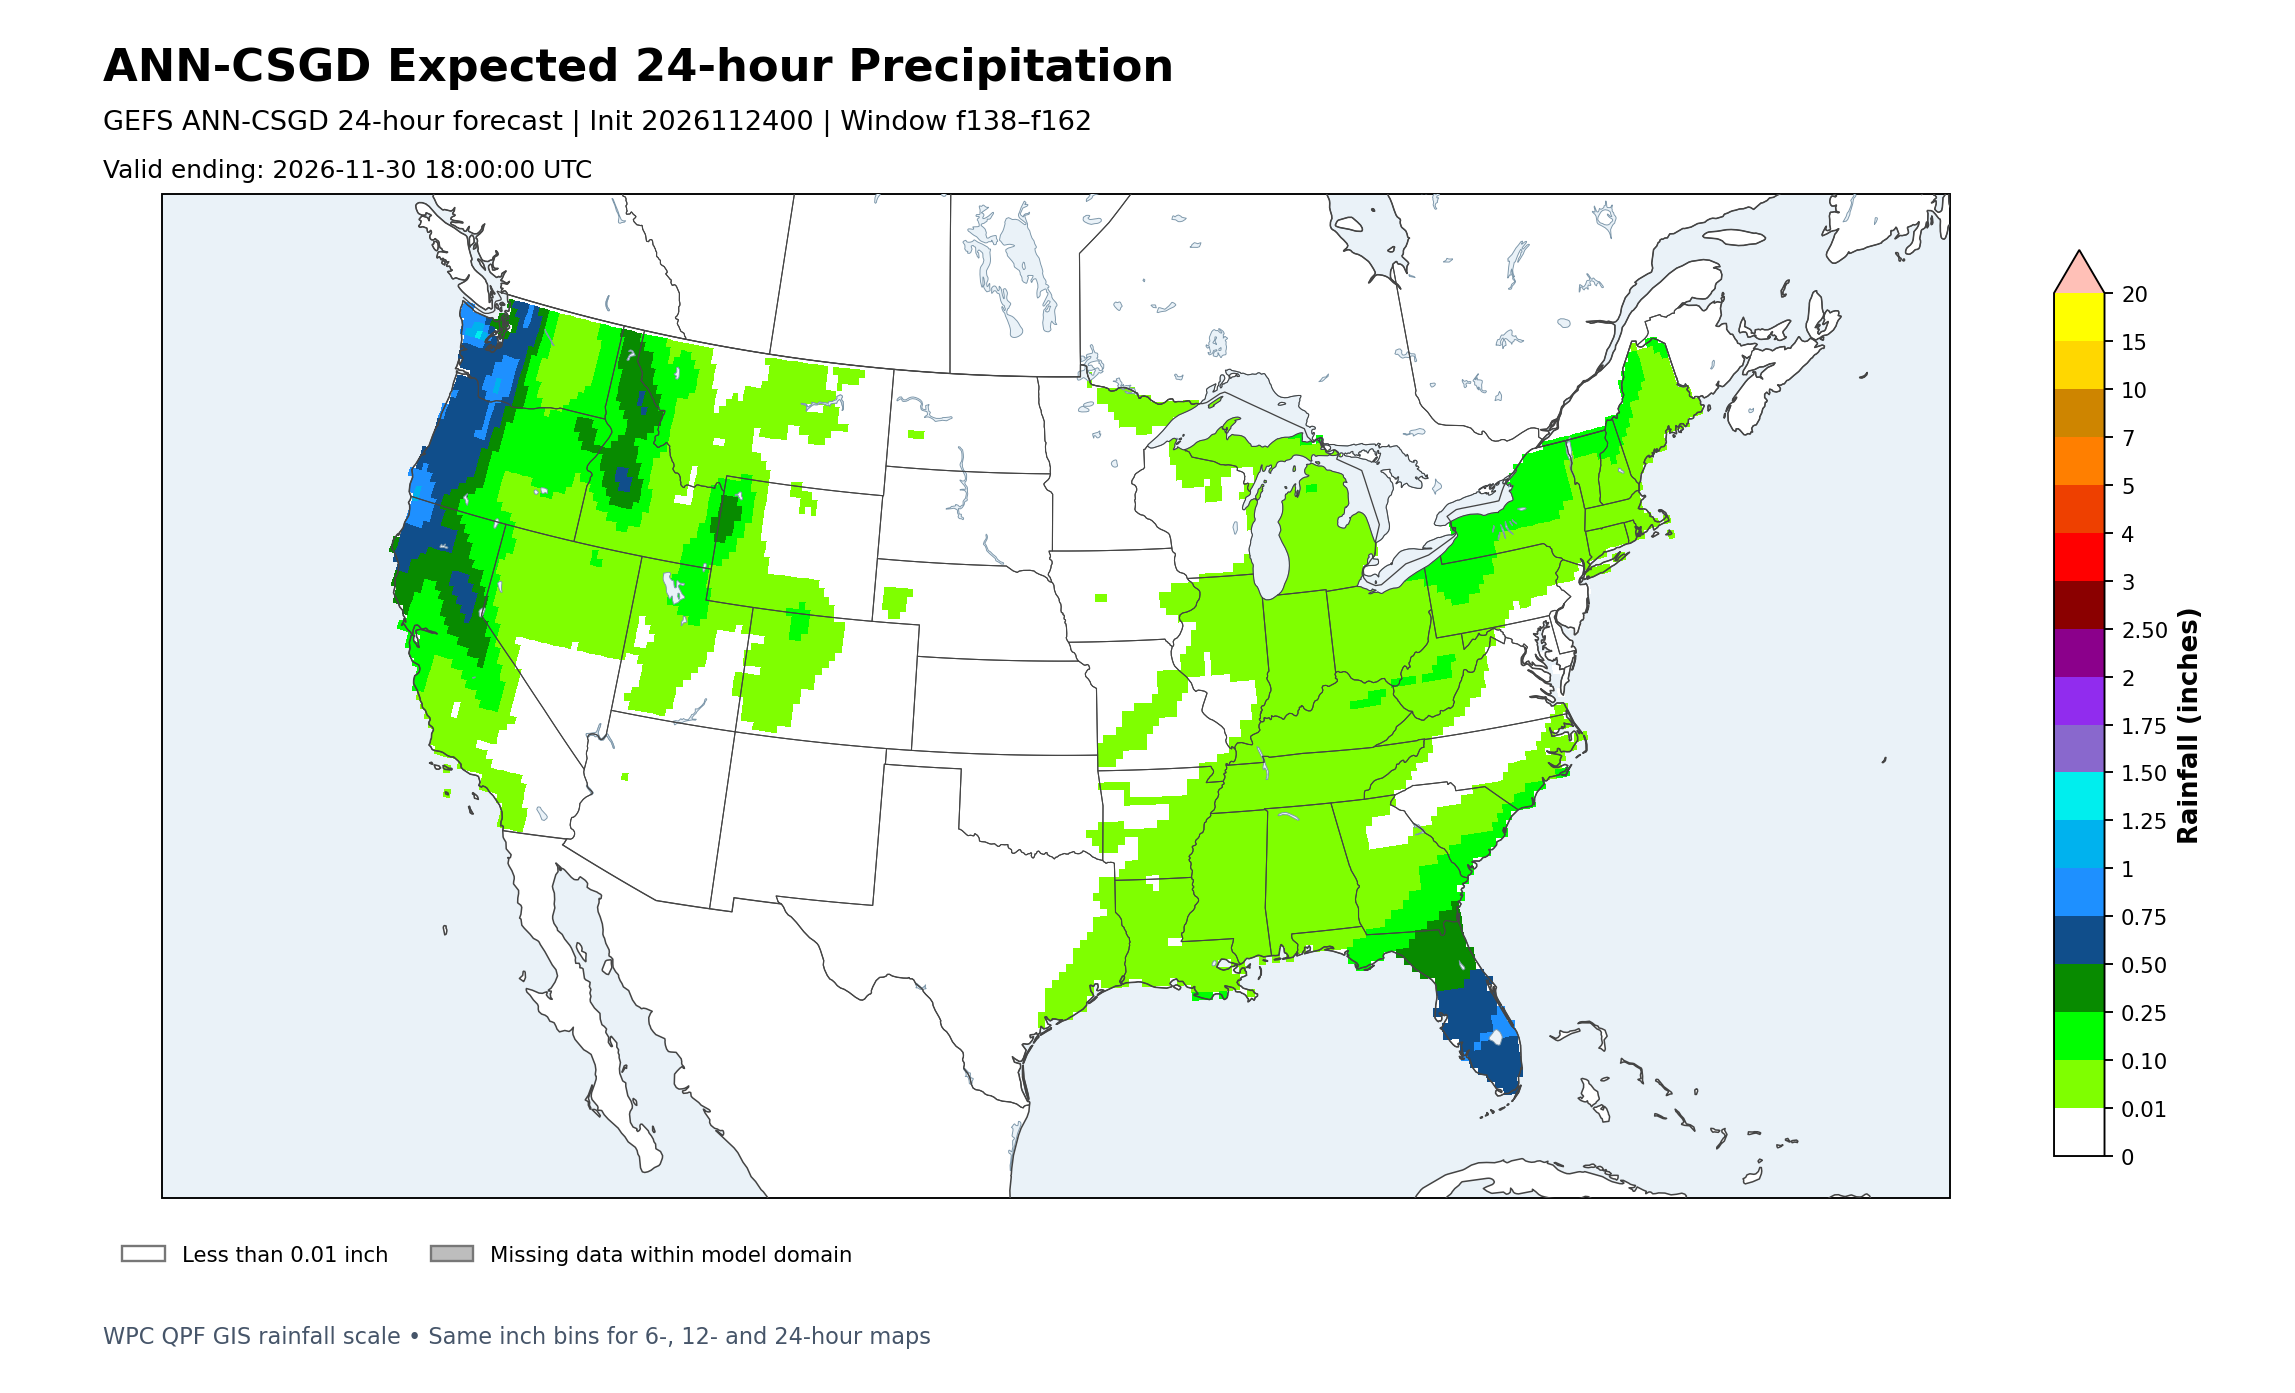 ANN-CSGD Expected 24-hour Precipitation
GEFS ANN-CSGD 24-hour forecast | Init 2026112400 | Window f138–f162
Valid ending: 2026-11-30 18:00:00 UTC
20
15
10
7
5
4
3
2.50
2
1.75
1.50
1.25
1
0.75
0.50
0.25
0.10
0.01
0
Rainfall (inches)
Less than 0.01 inch
Missing data within model domain
WPC QPF GIS rainfall scale • Same inch bins for 6-, 12- and 24-hour maps